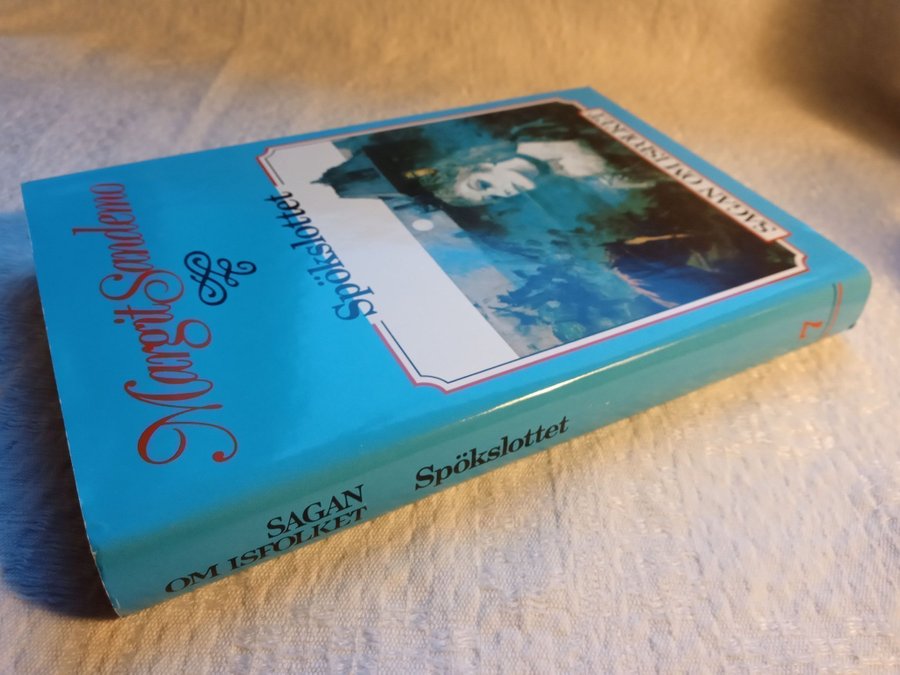 SAGAN OM ISFOLKET
Spökslottet
Margit Sandemo
SAGAN
OM ISFOLKET
Spökslottet
7